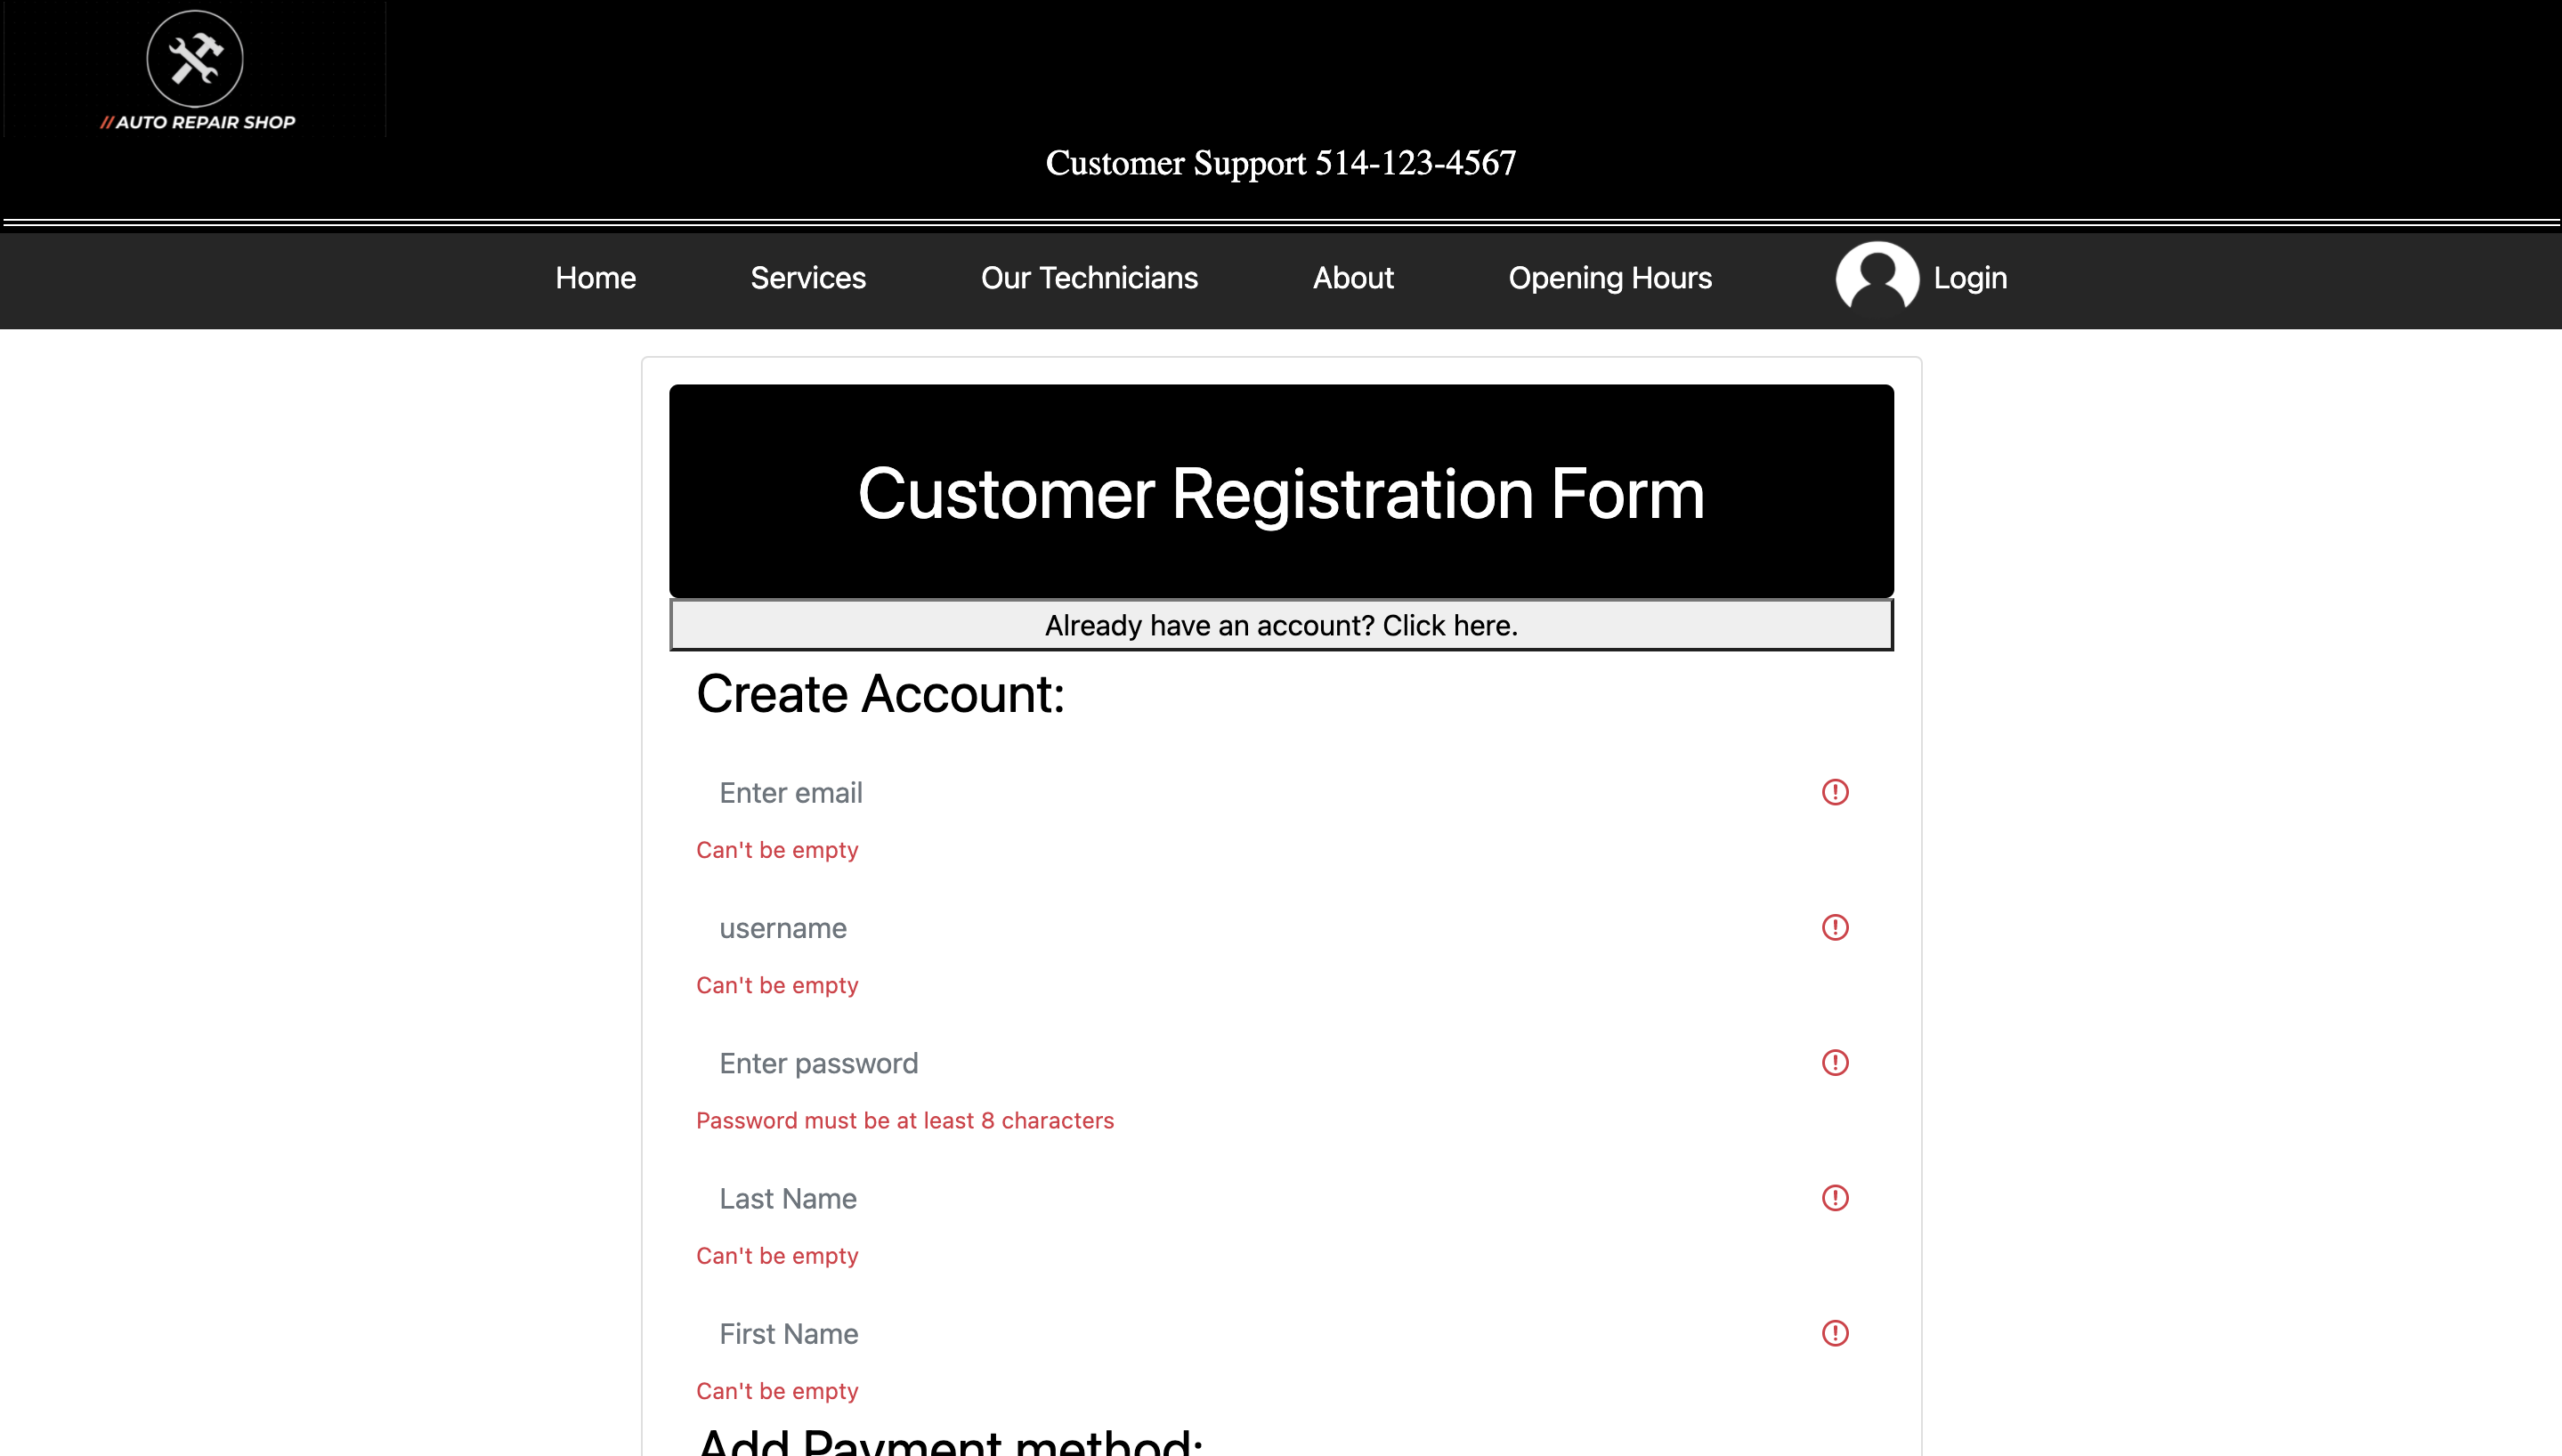 //AUTO REPAIR SHOP
Customer Support 514-123-4567
Home Services Our Technicians About Opening Hours Login
Customer Registration Form
Already have an account? Click here.
Create Account:
Enter email
Can't be empty
username
Can't be empty
Enter password
Password must be at least 8 characters
Last Name
Can't be empty
First Name
Can't be empty
Add Payment method: